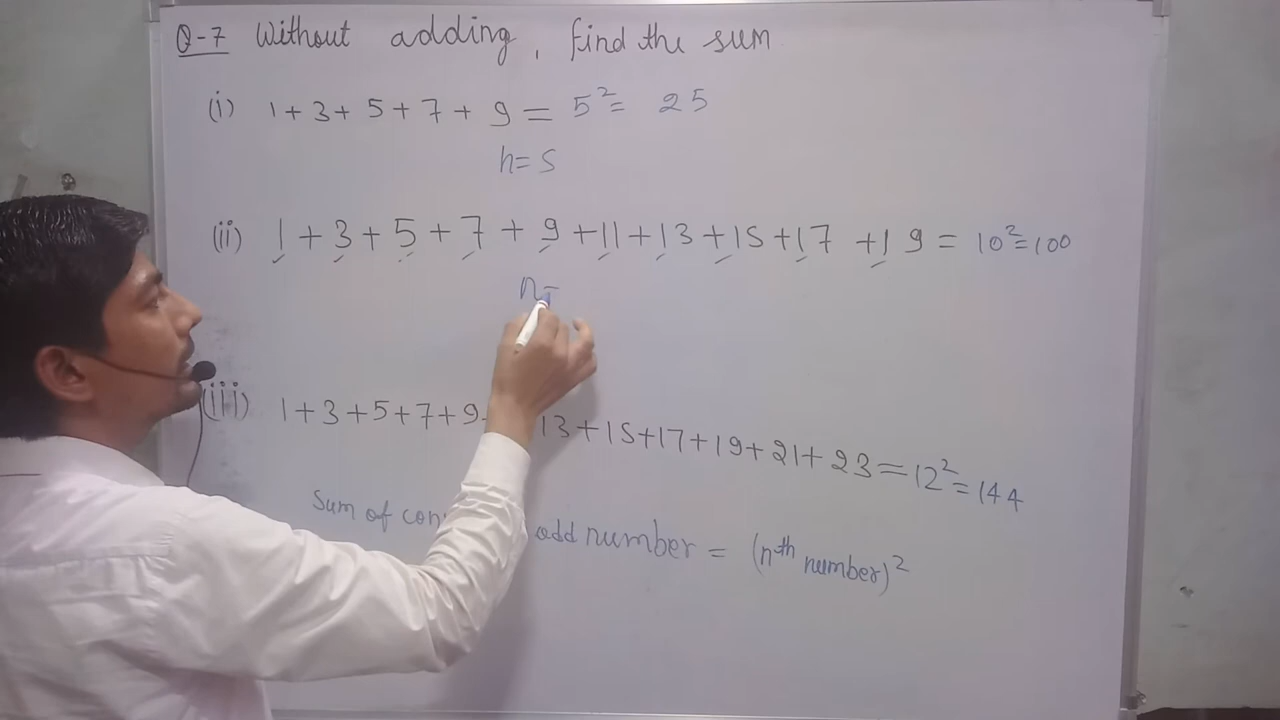 Q-7 Without adding, find the sum
(i) 1+3+5+7+9 = 5²= 25
n=5
(ii) 1+3+5+7+9+11+13+15+17+19 = 10²=100
n=
(iii) 1+3+5+7+9+ 13+15+17+19+21+23=12²=144
Sum of con odd number = (nᵗʰ number)²